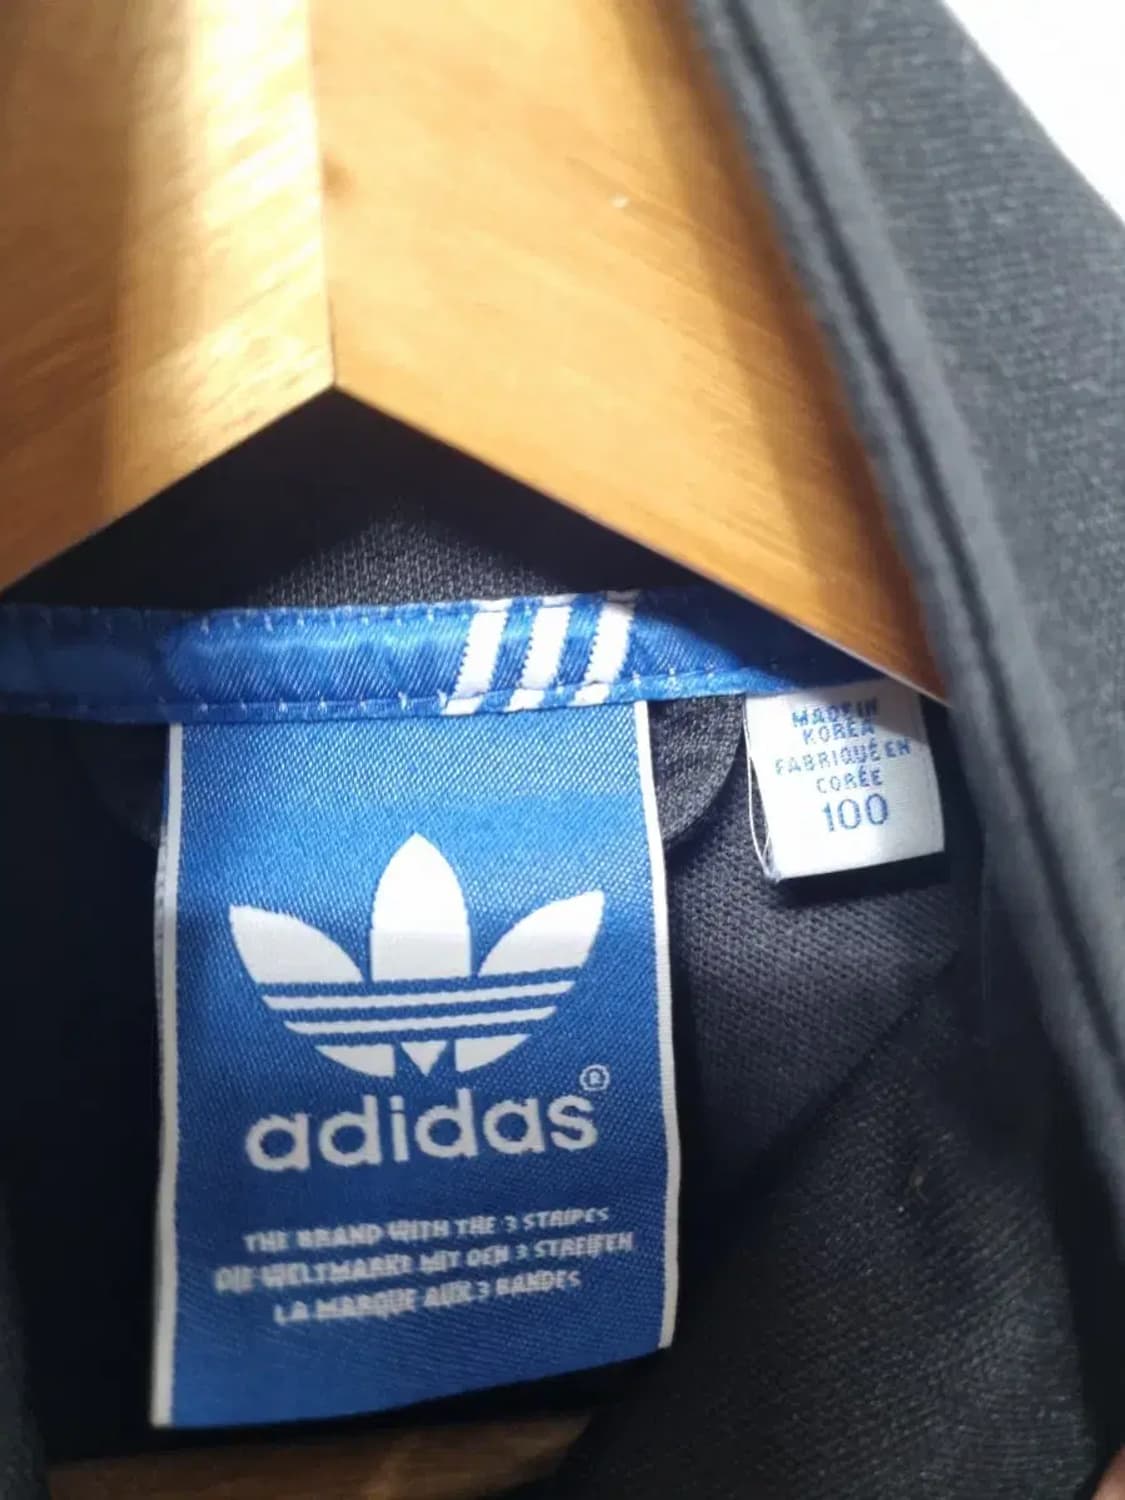 MADE IN
KOREA
FABRIQUÉ EN
CORÉE
100
adidas®
THE BRAND WITH THE 3 STRIPES
DIE WELTMARKE MIT DEN 3 STREIFEN
LA MARQUE AUX 3 BANDES